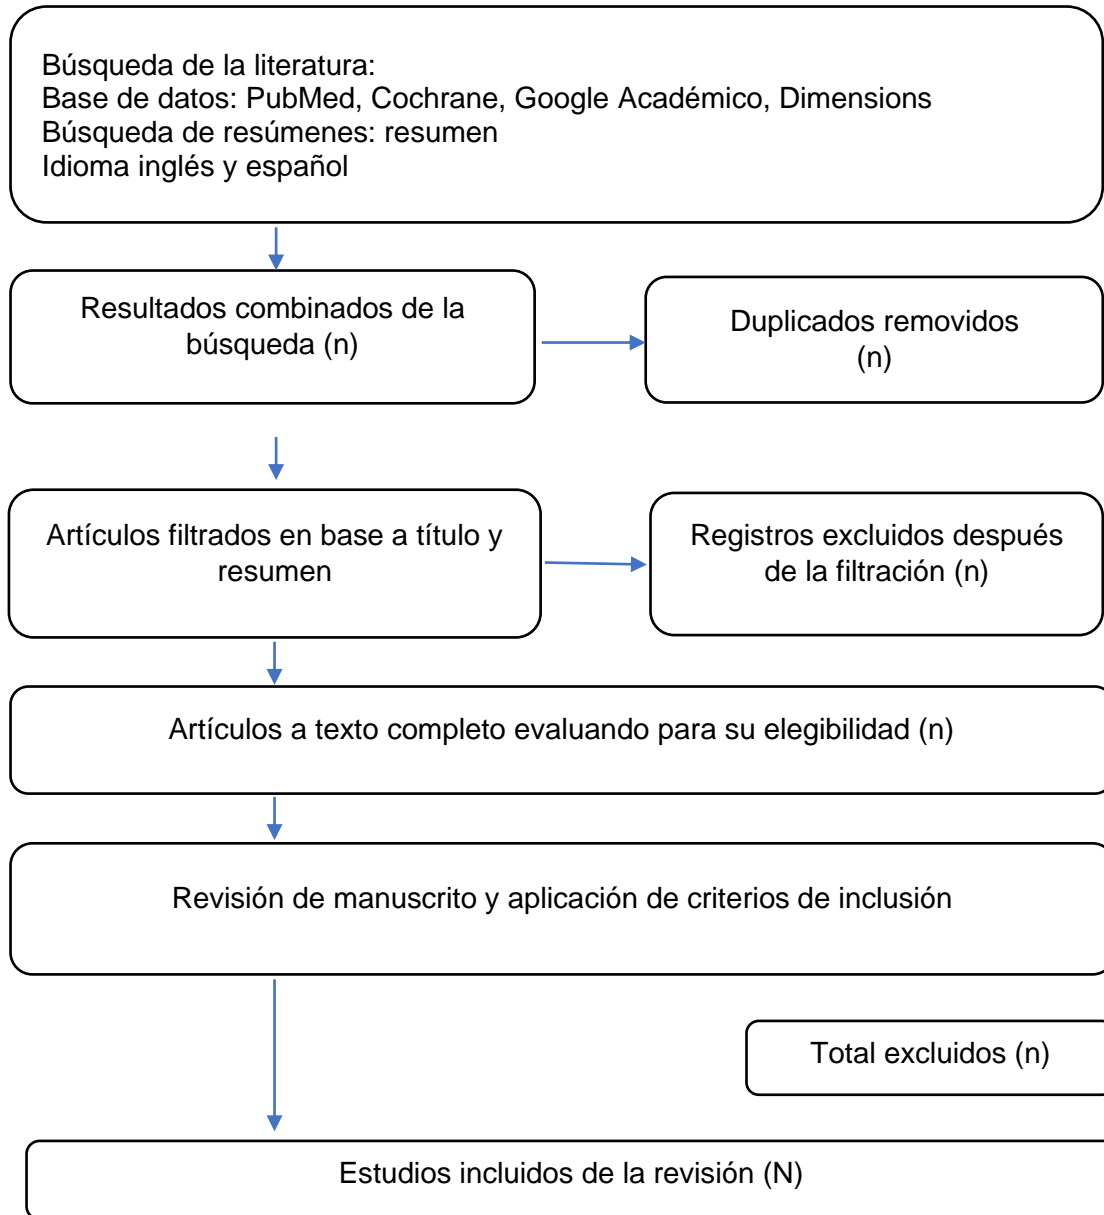 Búsqueda de la literatura:
Base de datos: PubMed, Cochrane, Google Académico, Dimensions
Búsqueda de resúmenes: resumen
Idioma inglés y español
Resultados combinados de la
búsqueda (n)
Duplicados removidos
(n)
Artículos filtrados en base a título y
resumen
Registros excluidos después
de la filtración (n)
Artículos a texto completo evaluando para su elegibilidad (n)
Revisión de manuscrito y aplicación de criterios de inclusión
Total excluidos (n)
Estudios incluidos de la revisión (N)